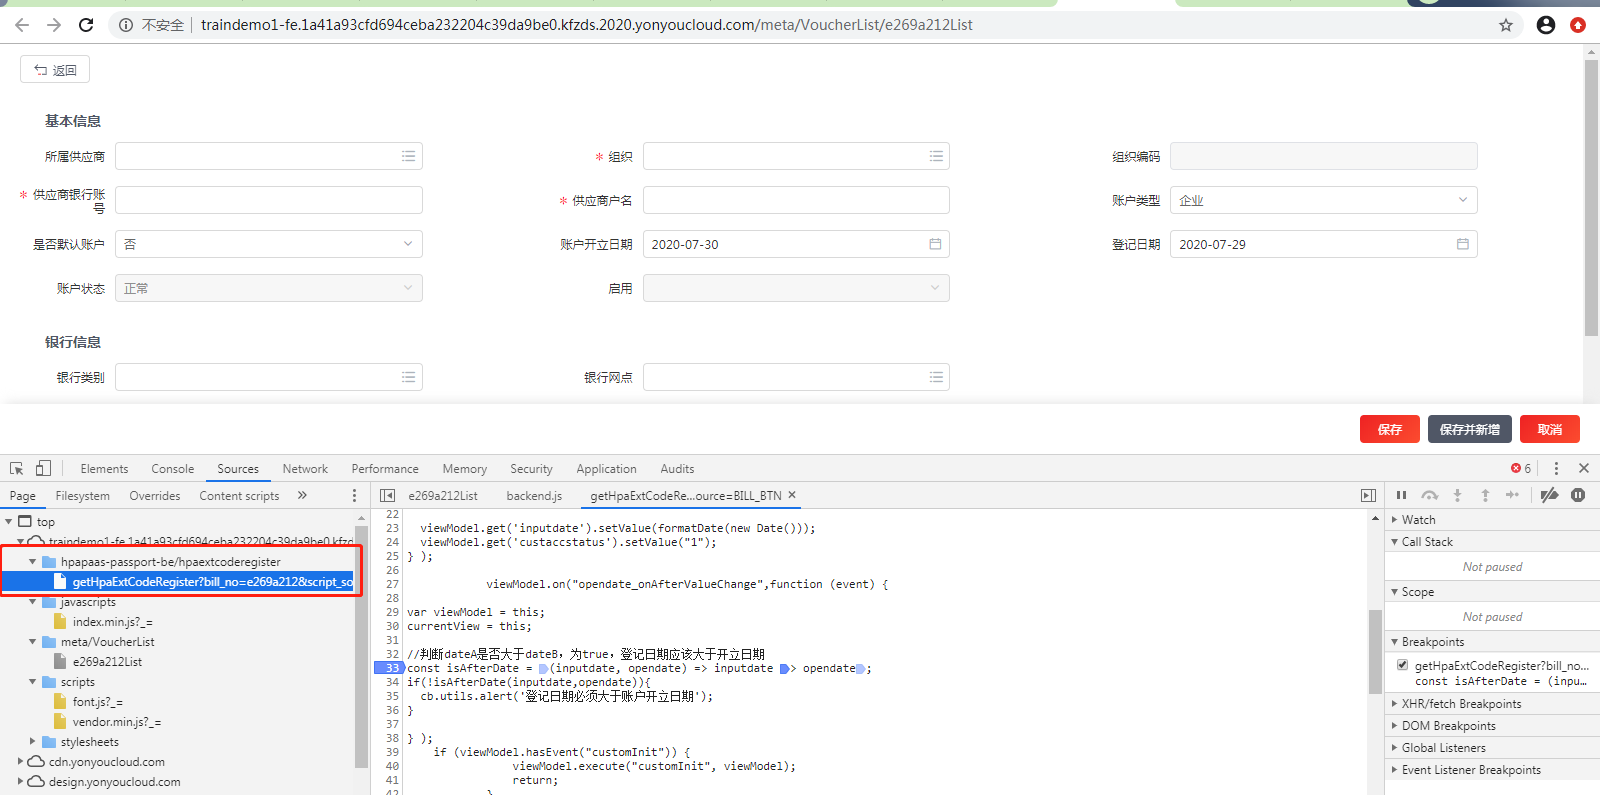 不安全 traindemo1-fe.1a41a93cfd694ceba232204c39da9be0.kfzds.2020.yonyoucloud.com/meta/VoucherList/e269a212List
返回
基本信息
所属供应商 * 组织 组织编码
* 供应商银行账号 * 供应商户名 账户类型 企业
是否默认账户 否 账户开立日期 2020-07-30 登记日期 2020-07-29
账户状态 正常 启用
银行信息
银行类别 银行网点
保存 保存并新增 取消
Elements Console Sources Network Performance Memory Security Application Audits 6
Page Filesystem Overrides Content scripts » e269a212List backend.js getHpaExtCodeRe...ource=BILL_BTN ×
top
traindemo1-fe.1a41a93cfd694ceba232204c39da9be0.kfzd
hpapaas-passport-be/hpaextcoderegister
getHpaExtCodeRegister?bill_no=e269a212&script_so
javascripts
index.min.js?_=
meta/VoucherList
e269a212List
scripts
font.js?_=
vendor.min.js?_=
stylesheets
cdn.yonyoucloud.com
design.yonyoucloud.com
22
23 viewModel.get('inputdate').setValue(formatDate(new Date()));
24 viewModel.get('custaccstatus').setValue("1");
25 } );
26
27 viewModel.on("opendate_onAfterValueChange",function (event) {
28
29 var viewModel = this;
30 currentView = this;
31
32 //判断dateA是否大于dateB，为true，登记日期应该大于开立日期
33 const isAfterDate = (inputdate, opendate) => inputdate > opendate;
34 if(!isAfterDate(inputdate,opendate)){
35 cb.utils.alert('登记日期必须大于账户开立日期');
36 }
37
38 } );
39 if (viewModel.hasEvent("customInit")) {
40 viewModel.execute("customInit", viewModel);
41 return;
42 }
Watch
Call Stack
Not paused
Scope
Not paused
Breakpoints
getHpaExtCodeRegister?bill_no...
const isAfterDate = (inpu...
XHR/fetch Breakpoints
DOM Breakpoints
Global Listeners
Event Listener Breakpoints